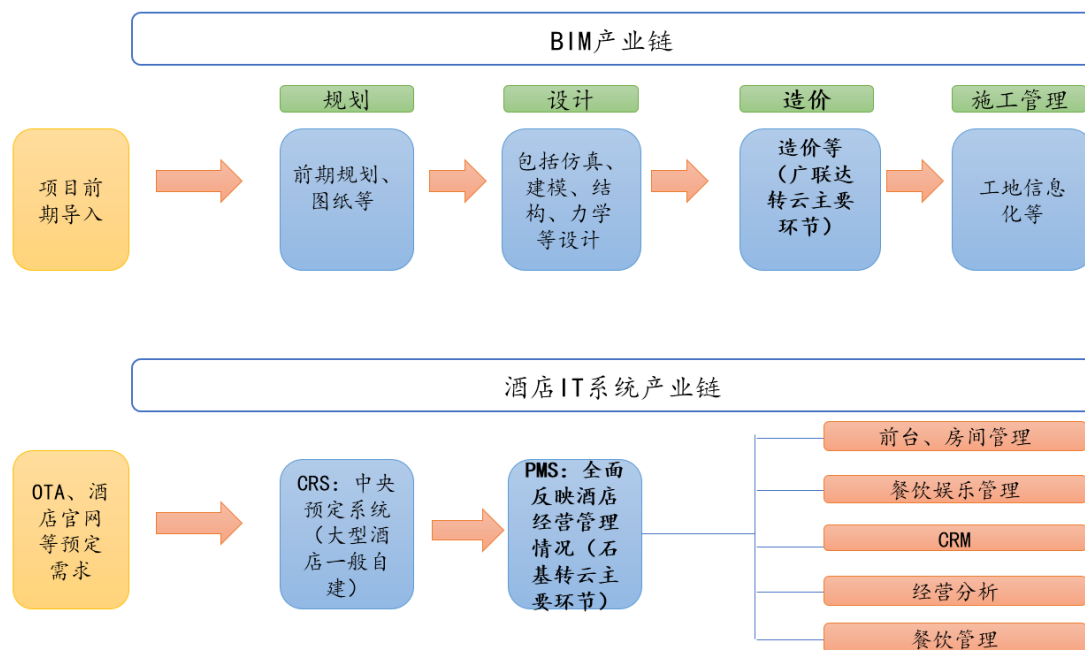 BIM产业链
规划
设计
造价
施工管理
项目前
期导入
前期规划、
图纸等
包括仿真、
建模、结
构、力学
等设计
造价等
（广联达
转云主要
环节）
工地信息
化等
酒店IT系统产业链
OTA、酒
店官网
等预定
需求
CRS：中央
预定系统
（大型酒
店一般自
建）
PMS：全面
反映酒店
经营管理
情况（石
基转云主
要环节）
前台、房间管理
餐饮娱乐管理
CRM
经营分析
餐饮管理